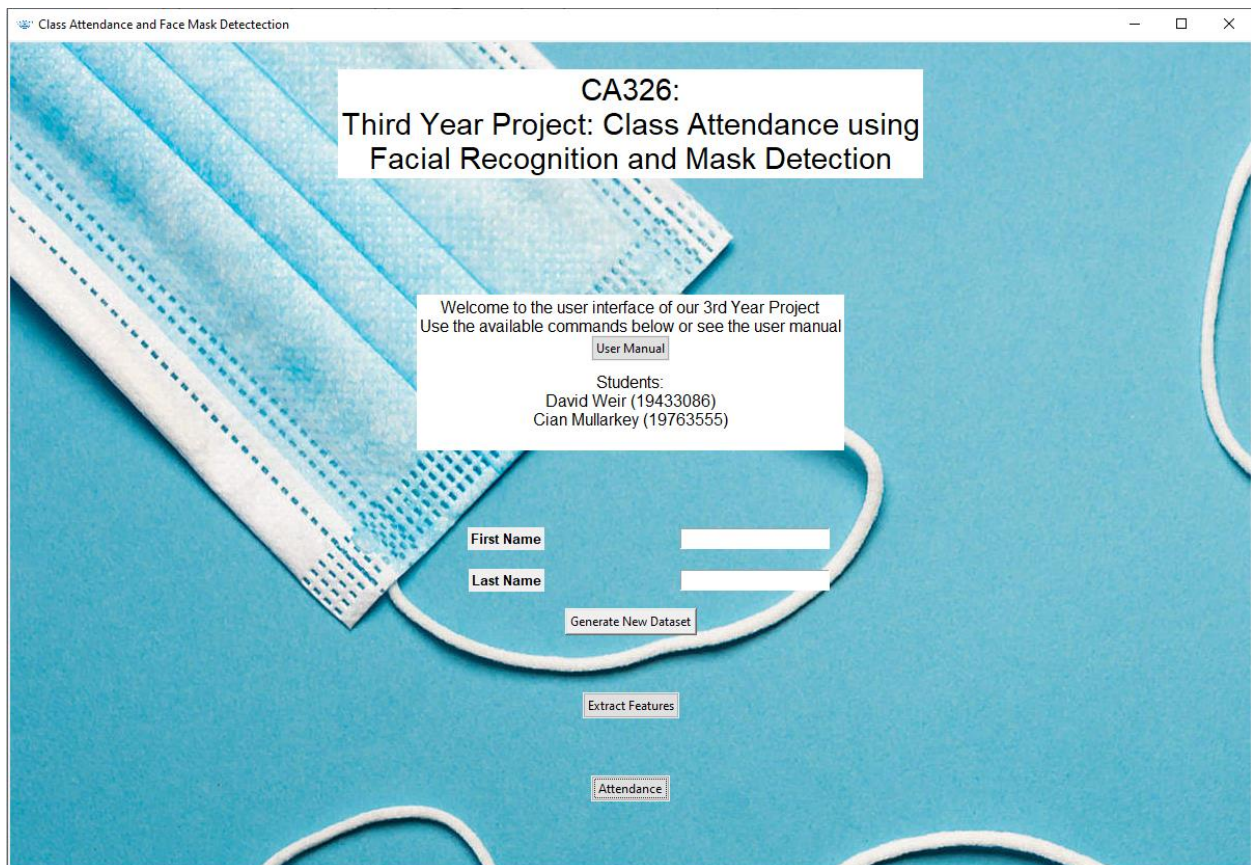 Class Attendance and Face Mask Detectection
CA326:
Third Year Project: Class Attendance using
Facial Recognition and Mask Detection
Welcome to the user interface of our 3rd Year Project
Use the available commands below or see the user manual
User Manual
Students:
David Weir (19433086)
Cian Mullarkey (19763555)
First Name
Last Name
Generate New Dataset
Extract Features
Attendance